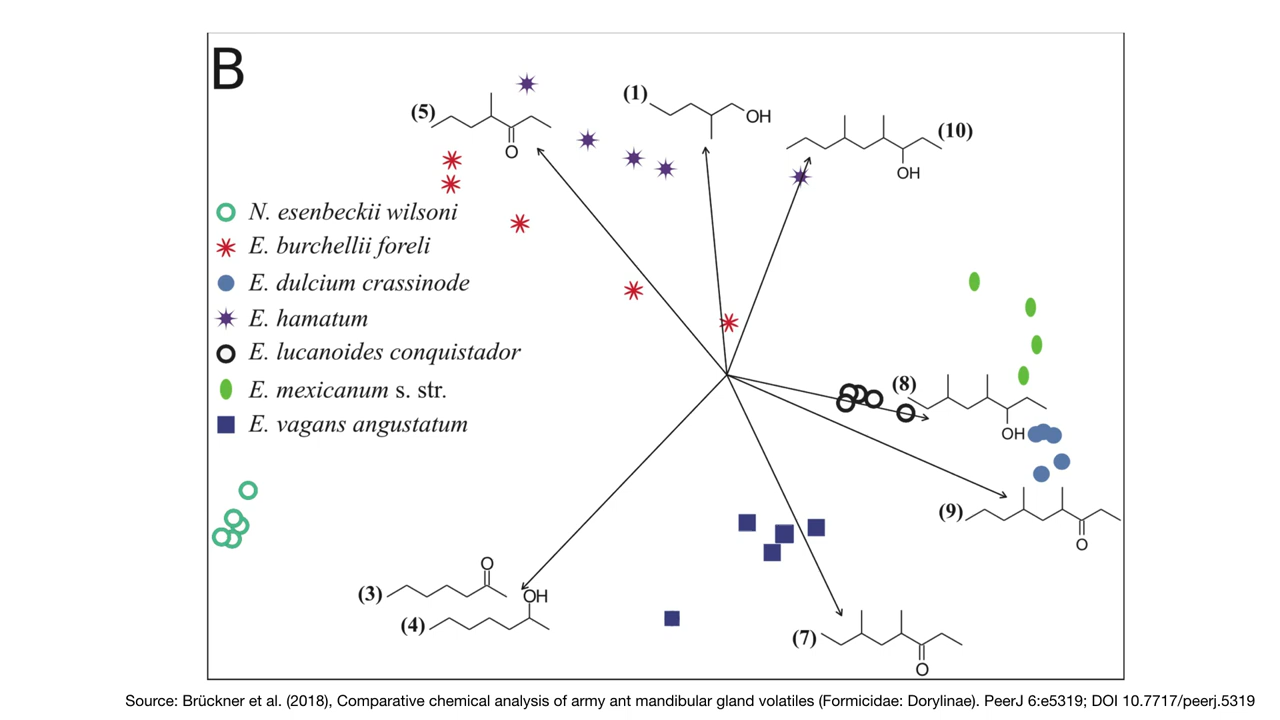 B
(5)
O
(1)
OH
(10)
OH
N. esenbeckii wilsoni
E. burchellii foreli
E. dulcium crassinode
E. hamatum
E. lucanoides conquistador
E. mexicanum s. str.
E. vagans angustatum
(8)
OH
(9)
O
(3)
O
(4)
OH
(7)
O
Source: Brückner et al. (2018), Comparative chemical analysis of army ant mandibular gland volatiles (Formicidae: Dorylinae). PeerJ 6:e5319; DOI 10.7717/peerj.5319